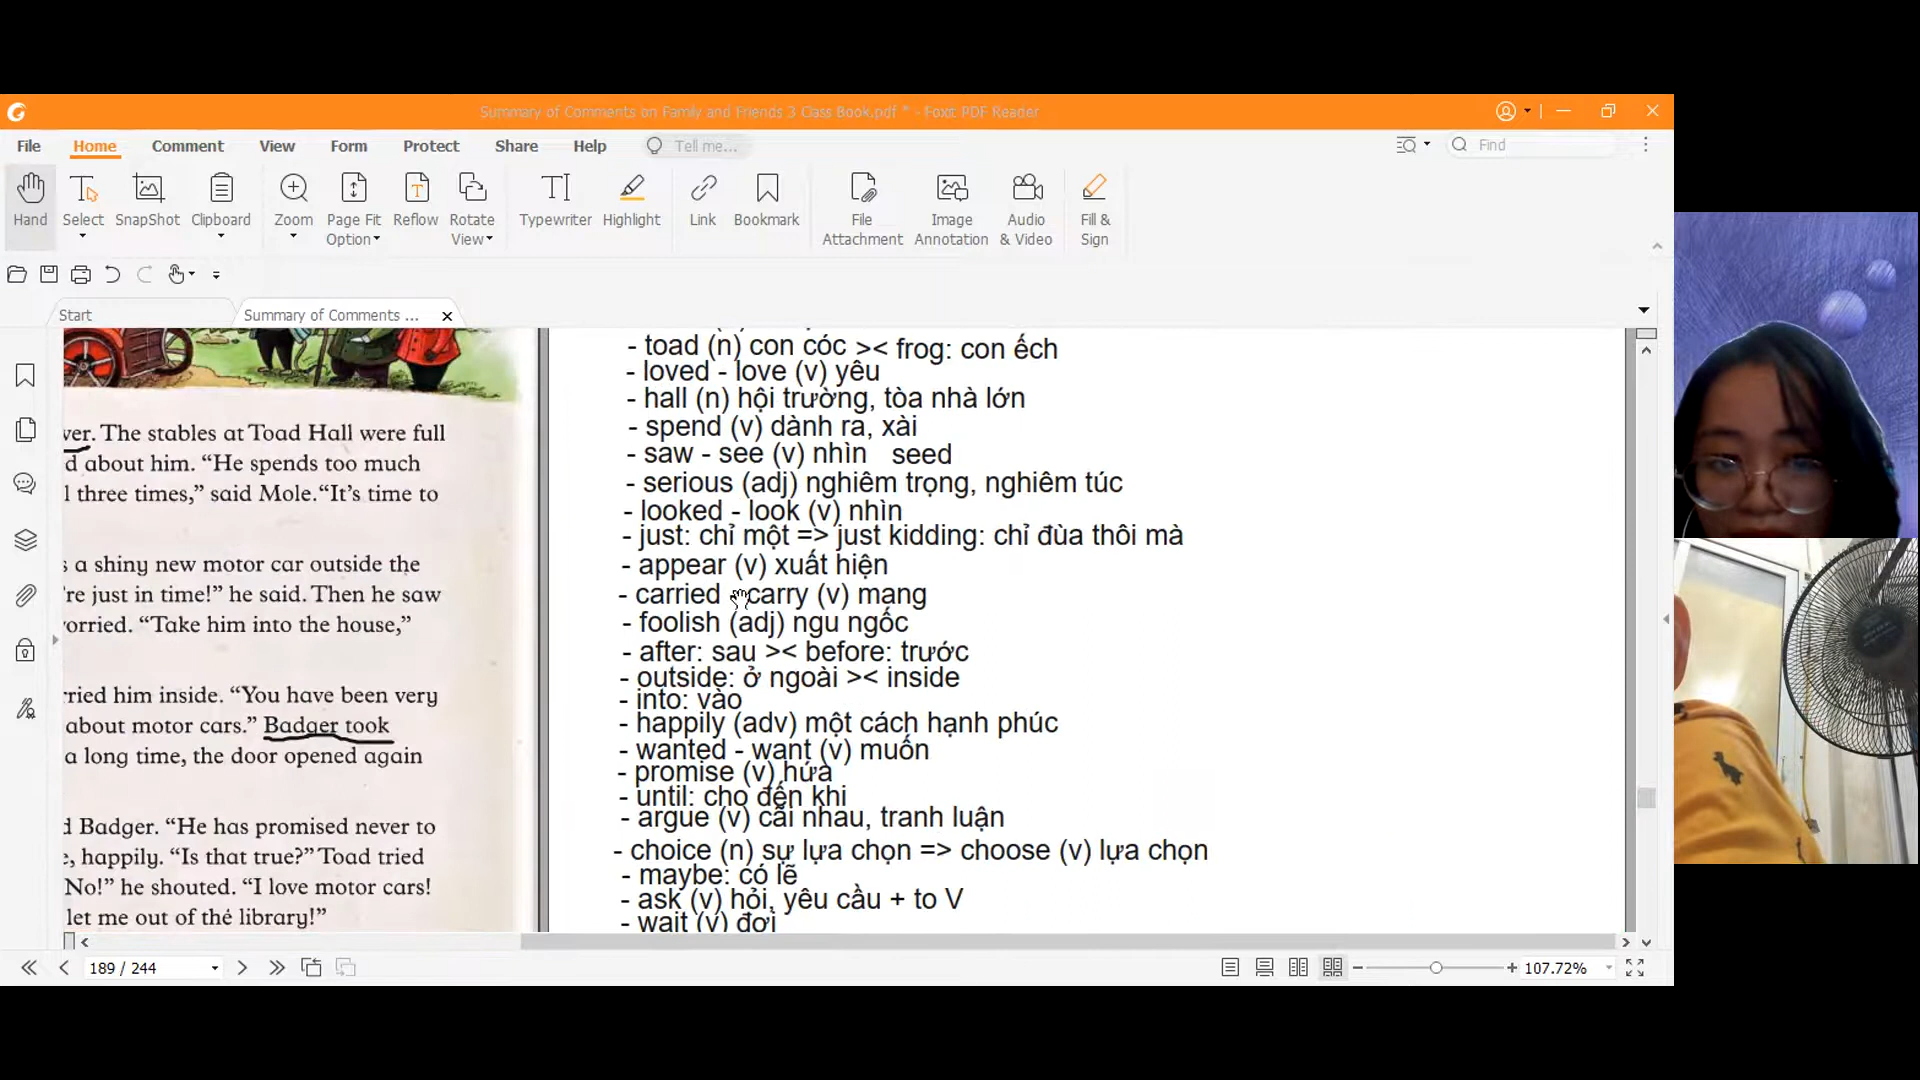 Summary of Comments on Family and Friends 3 Class Book.pdf * - Foxit PDF Reader
File Home Comment View Form Protect Share Help Tell me... Find
Hand Select SnapShot Clipboard Zoom Page Fit Option Reflow Rotate View Typewriter Highlight Link Bookmark File Attachment Image Annotation Audio & Video Fill & Sign
Start Summary of Comments ...
ver. The stables at Toad Hall were full
d about him. “He spends too much
l three times,” said Mole. “It’s time to
s a shiny new motor car outside the
’re just in time!” he said. Then he saw
orried. “Take him into the house,”
rried him inside. “You have been very
about motor cars.” Badger took
a long time, the door opened again
d Badger. “He has promised never to
e, happily. “Is that true?” Toad tried
No!” he shouted. “I love motor cars!
let me out of the library!”
- toad (n) con cóc >< frog: con ếch
- loved - love (v) yêu
- hall (n) hội trường, tòa nhà lớn
- spend (v) dành ra, xài
- saw - see (v) nhìn seed
- serious (adj) nghiêm trọng, nghiêm túc
- looked - look (v) nhìn
- just: chỉ một => just kidding: chỉ đùa thôi mà
- appear (v) xuất hiện
- carried - carry (v) mang
- foolish (adj) ngu ngốc
- after: sau >< before: trước
- outside: ở ngoài >< inside
- into: vào
- happily (adv) một cách hạnh phúc
- wanted - want (v) muốn
- promise (v) hứa
- until: cho đến khi
- argue (v) cãi nhau, tranh luận
- choice (n) sự lựa chọn => choose (v) lựa chọn
- maybe: có lẽ
- ask (v) hỏi, yêu cầu + to V
- wait (v) đợi
189 / 244 107.72%